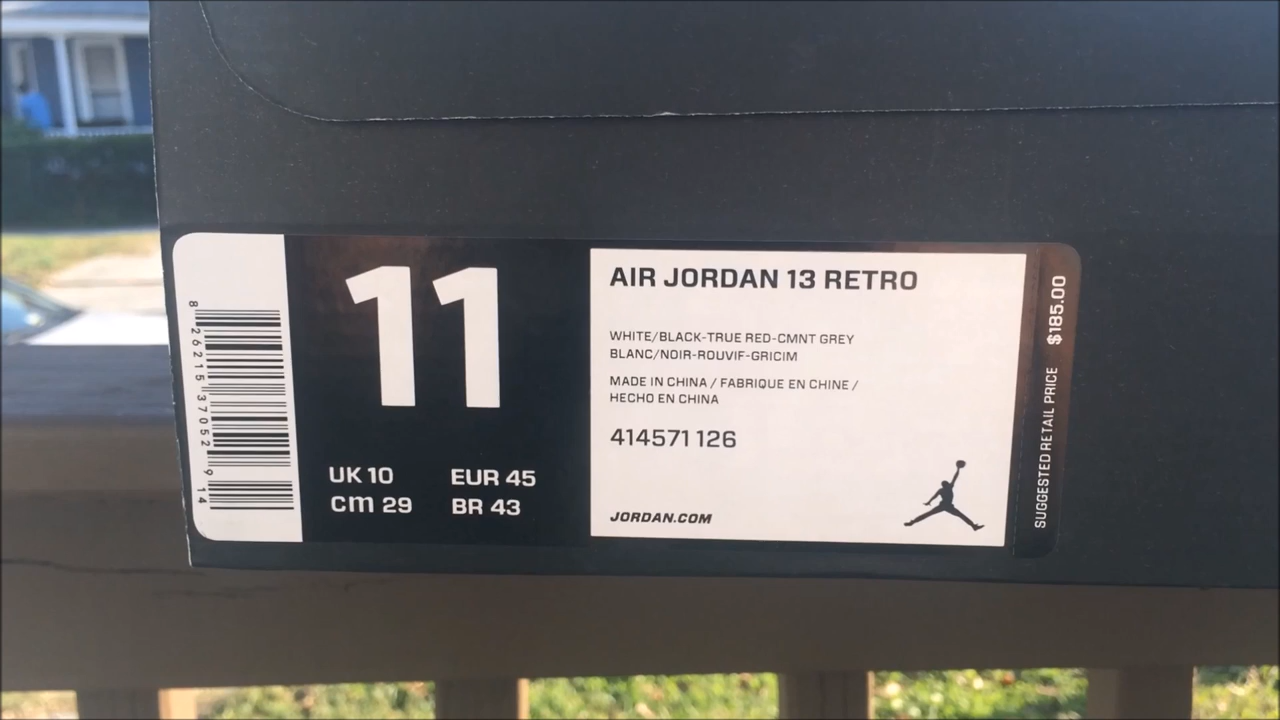 8 26215 37052 9 14
11
UK 10 EUR 45
cm 29 BR 43
AIR JORDAN 13 RETRO
WHITE/BLACK-TRUE RED-CMNT GREY
BLANC/NOIR-ROUVIF-GRICIM
MADE IN CHINA / FABRIQUE EN CHINE /
HECHO EN CHINA
414571 126
JORDAN.COM
SUGGESTED RETAIL PRICE $185.00